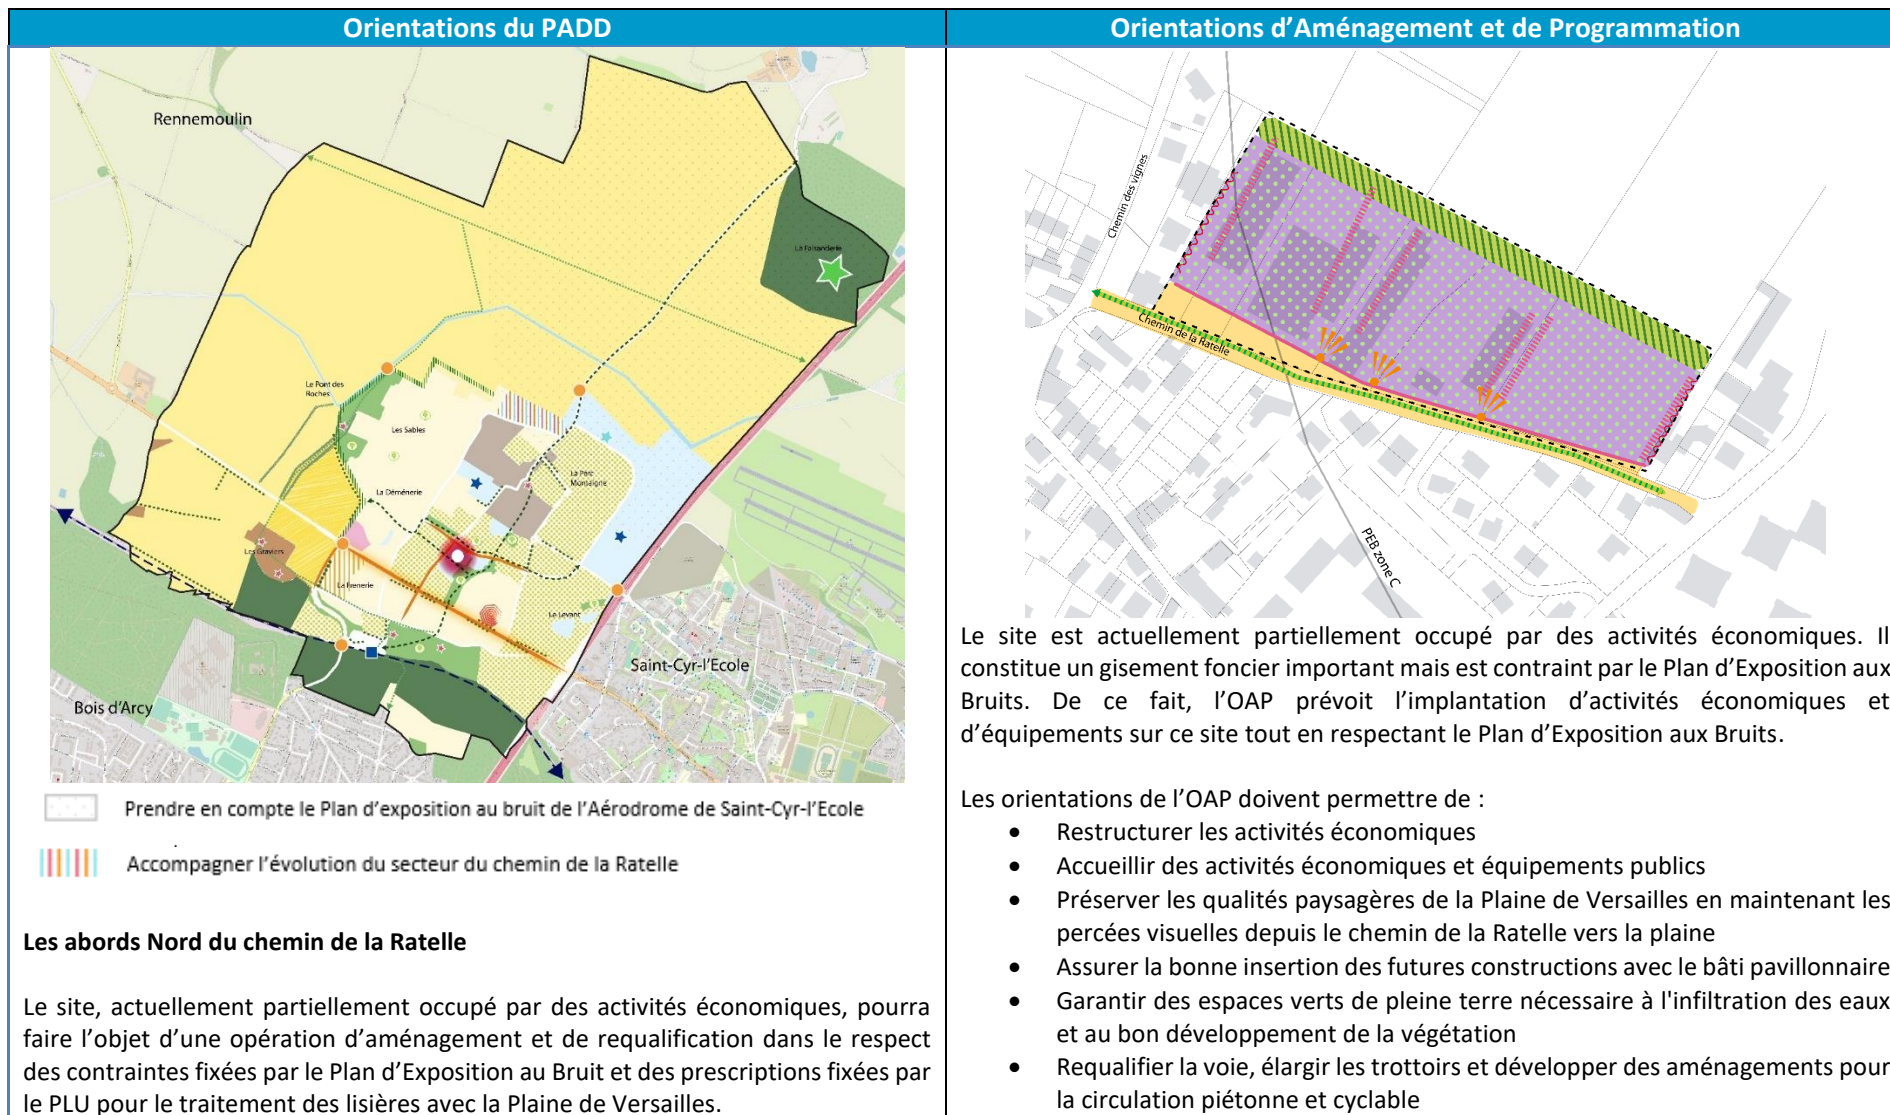 Orientations du PADD
Rennemoulin
La Faisanderie
Le Pont des
Roches
Les Sables
Le Parc
Monsaigne
La Déménerie
Les Graviers
La Frenerie
Le Levant
Saint-Cyr-l'Ecole
Bois d'Arcy
Prendre en compte le Plan d'exposition au bruit de l'Aérodrome de Saint-Cyr-l'Ecole
Accompagner l'évolution du secteur du chemin de la Ratelle
Les abords Nord du chemin de la Ratelle
Le site, actuellement partiellement occupé par des activités économiques, pourra
faire l'objet d'une opération d'aménagement et de requalification dans le respect
des contraintes fixées par le Plan d'Exposition au Bruit et des prescriptions fixées par
le PLU pour le traitement des lisières avec la Plaine de Versailles.
Orientations d'Aménagement et de Programmation
Chemin des vignes
Chemin de la Ratelle
PEB zone C
Le site est actuellement partiellement occupé par des activités économiques. Il
constitue un gisement foncier important mais est contraint par le Plan d'Exposition aux
Bruits. De ce fait, l'OAP prévoit l'implantation d'activités économiques et
d'équipements sur ce site tout en respectant le Plan d'Exposition aux Bruits.
Les orientations de l'OAP doivent permettre de :
• Restructurer les activités économiques
• Accueillir des activités économiques et équipements publics
• Préserver les qualités paysagères de la Plaine de Versailles en maintenant les
percées visuelles depuis le chemin de la Ratelle vers la plaine
• Assurer la bonne insertion des futures constructions avec le bâti pavillonnaire
• Garantir des espaces verts de pleine terre nécessaire à l'infiltration des eaux
et au bon développement de la végétation
• Requalifier la voie, élargir les trottoirs et développer des aménagements pour
la circulation piétonne et cyclable